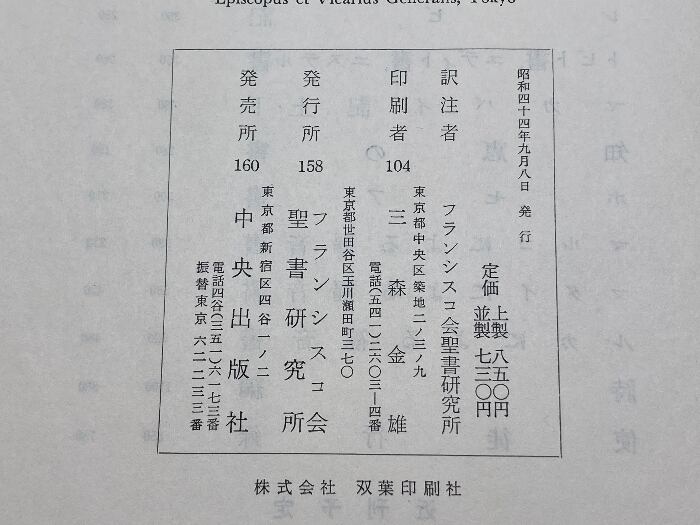 Episcopus et Vicarius Generalis, Tokyo
昭和四十四年九月八日 発行
定価 上製 八五〇円
並製 七三〇円
訳注者 フランシスコ会聖書研究所
東京都中央区築地二ノ三ノ九
印刷者 104 三森金雄
電話(五四一)二六〇三―四番
東京都世田谷区玉川瀬田町三七〇
発行所 158 フランシスコ会
聖書研究所
東京都新宿区四谷一ノ二
発売所 160 中央出版社
電話四谷(三五一)六一七三番
振替東京 六二二三三番
株式会社 双葉印刷社